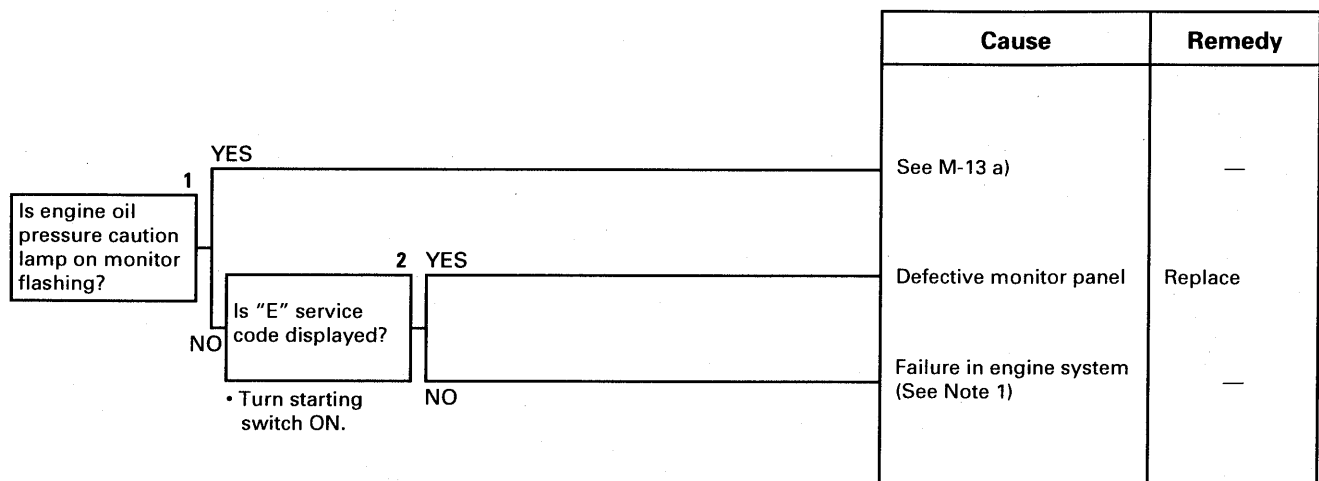 Cause
Remedy
YES
1
Is engine oil
pressure caution
lamp on monitor
flashing?
See M-13 a)
—
NO
2
YES
Is "E" service
code displayed?
• Turn starting
switch ON.
Defective monitor panel
Replace
NO
Failure in engine system
(See Note 1)
—